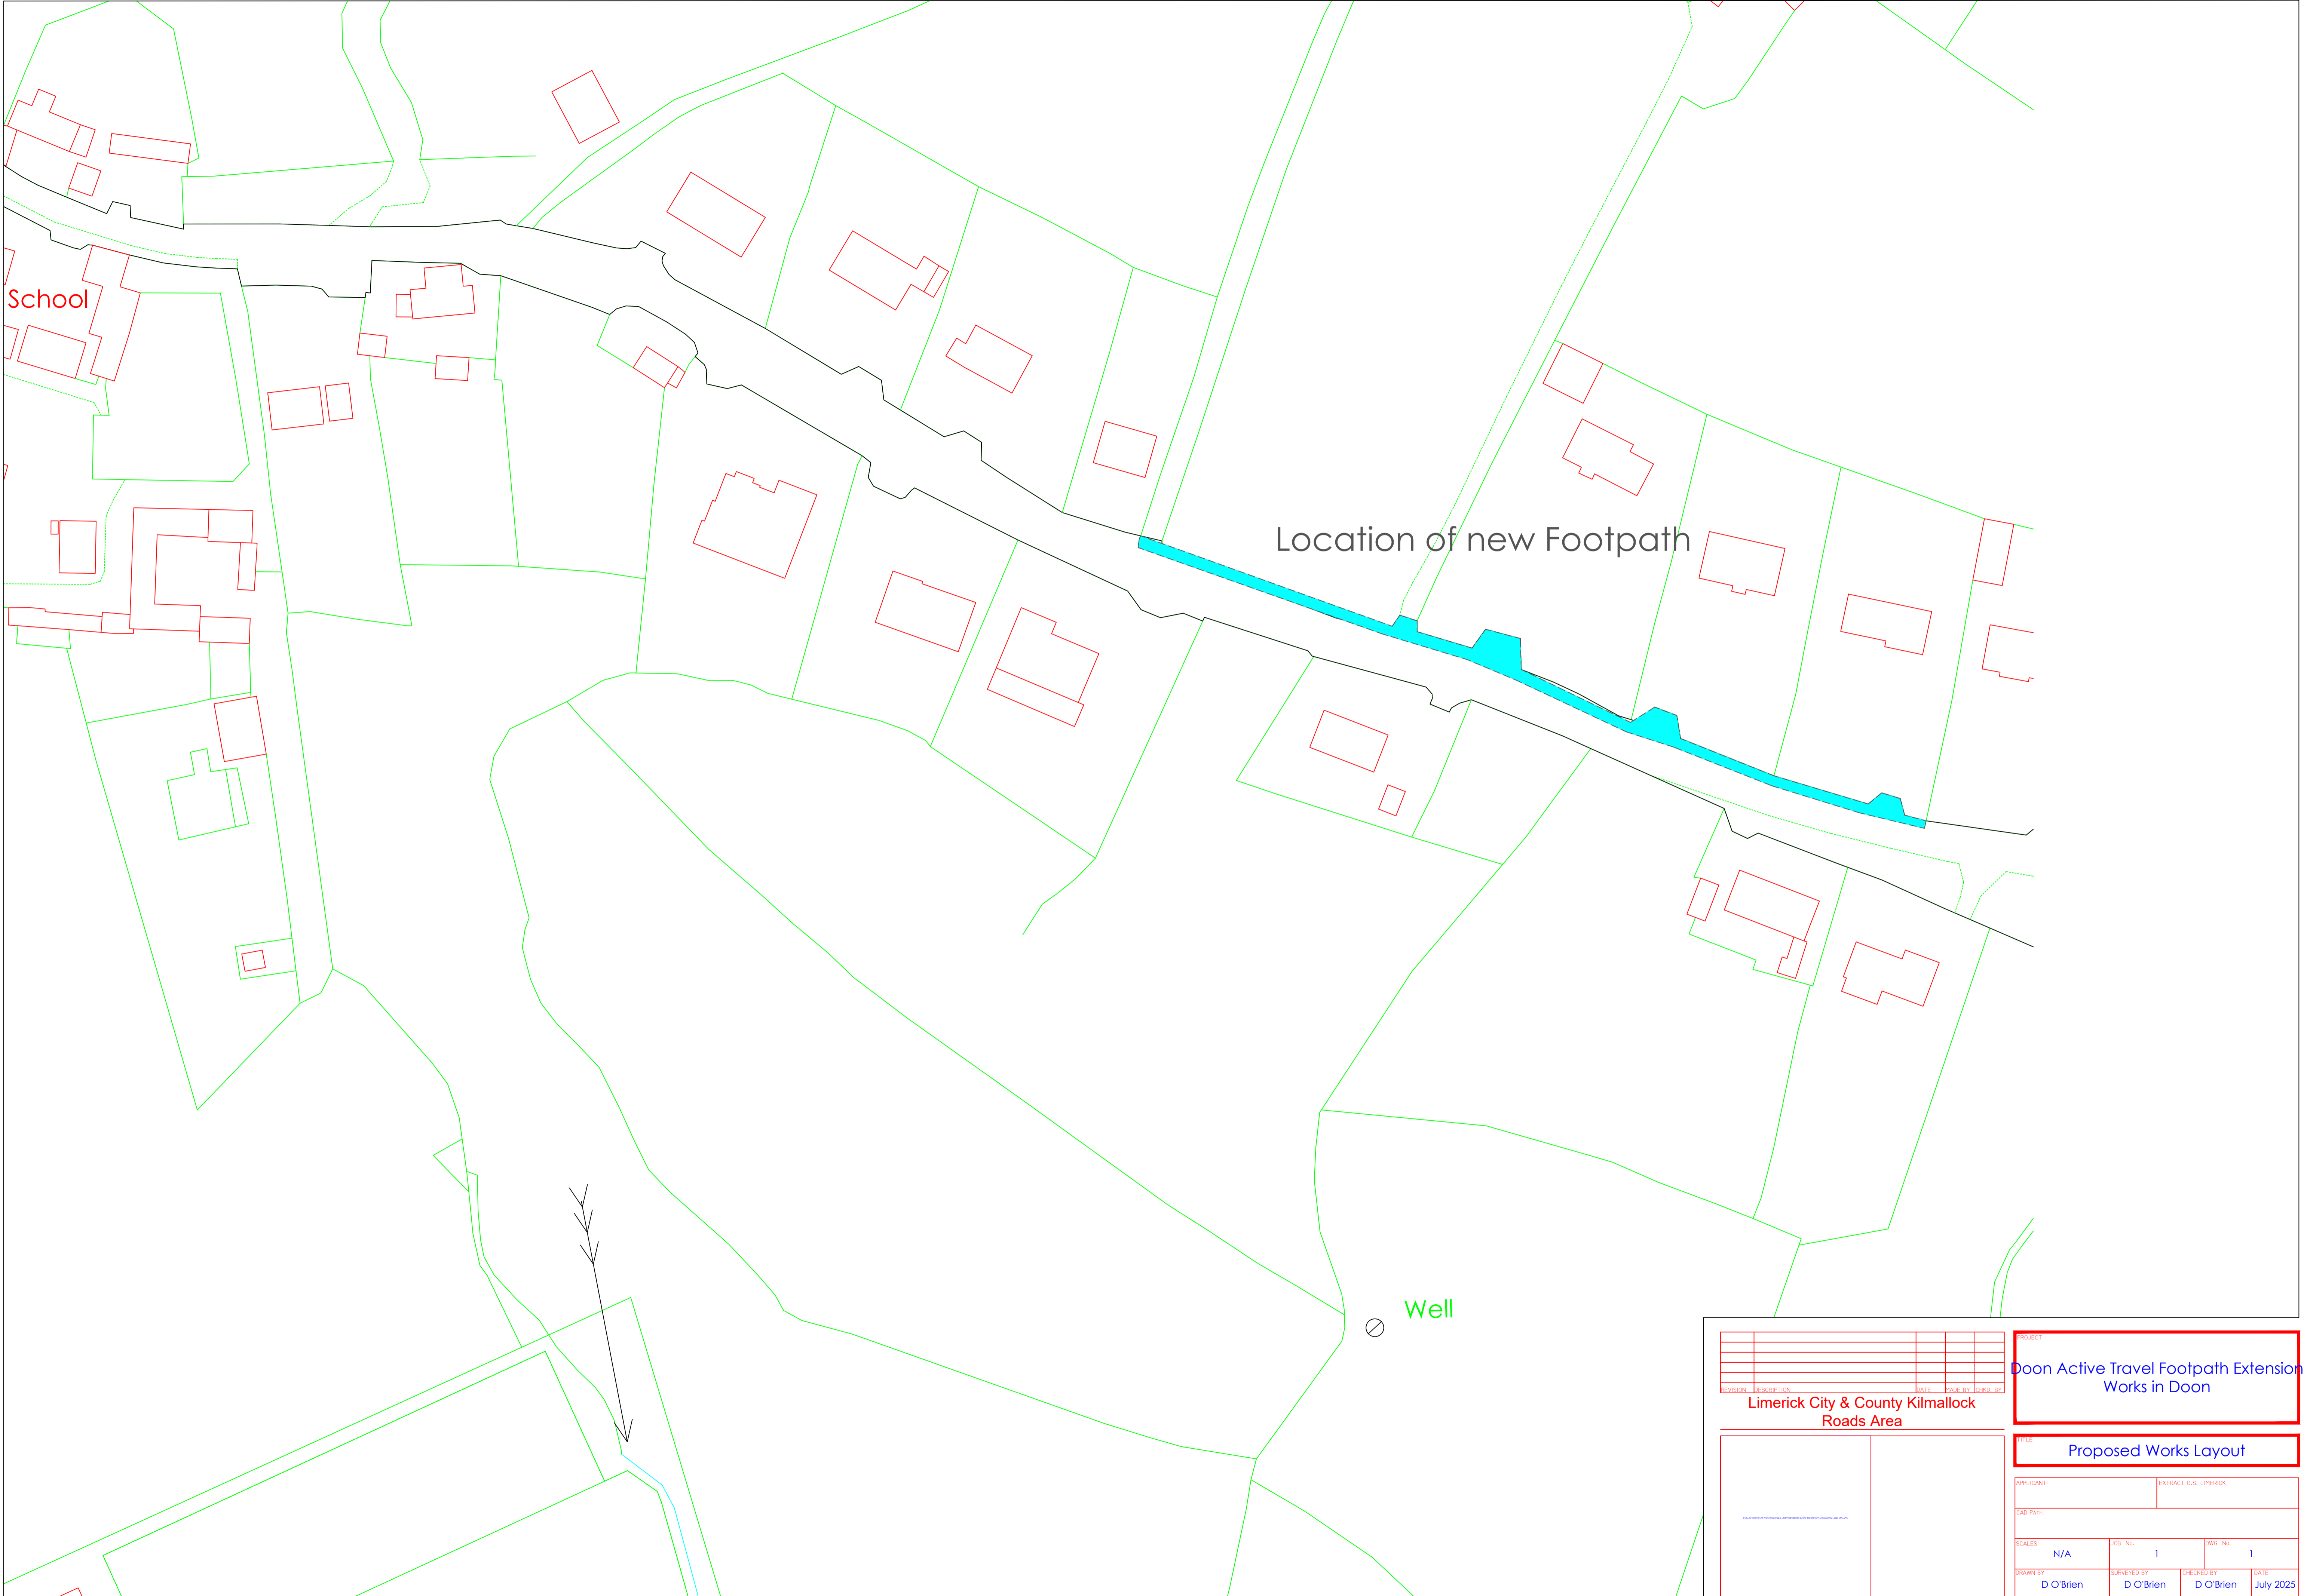 School
Location of new Footpath
Well
REVISION DESCRIPTION DATE MADE BY CHKD. BY
Limerick City & County Kilmallock
Roads Area
PROJECT
Doon Active Travel Footpath Extension
Works in Doon
TITLE
Proposed Works Layout
APPLICANT
EXTRACT O.S. LIMERICK
CAD Path:
SCALES
N/A
JOB No.
1
DWG No.
1
DRAWN BY
D O'Brien
SURVEYED BY
D O'Brien
CHECKED BY
D O'Brien
DATE
July 2025